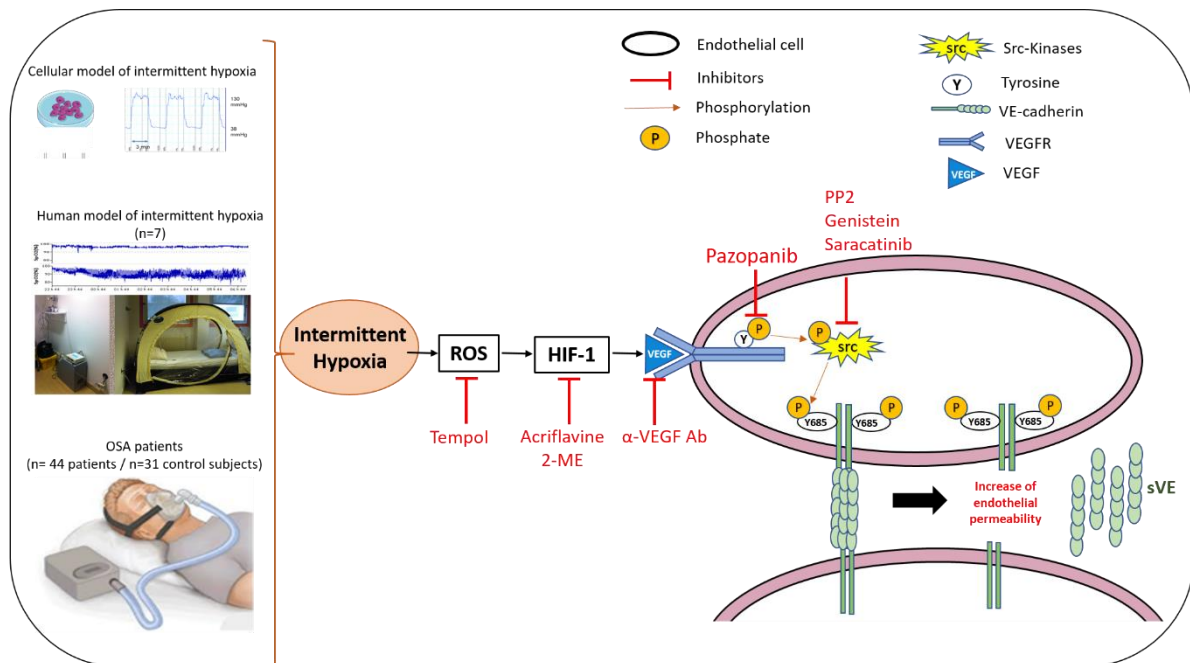 Cellular model of intermittent hypoxia
130
mmHg
38
mmHg
3 min
Human model of intermittent hypoxia
(n=7)
OSA patients
(n= 44 patients / n=31 control subjects)
Intermittent
Hypoxia
ROS
Tempol
HIF-1
Acriflavine
2-ME
VEGF
α-VEGF Ab
Endothelial cell
Inhibitors
Phosphorylation
P
Phosphate
src
Src-Kinases
Y
Tyrosine
VE-cadherin
VEGFR
VEGF
VEGF
PP2
Genistein
Saracatinib
Pazopanib
P
Y
P
src
P
P
Y685
Y685
P
P
Y685
Y685
Increase of
endothelial
permeability
sVE